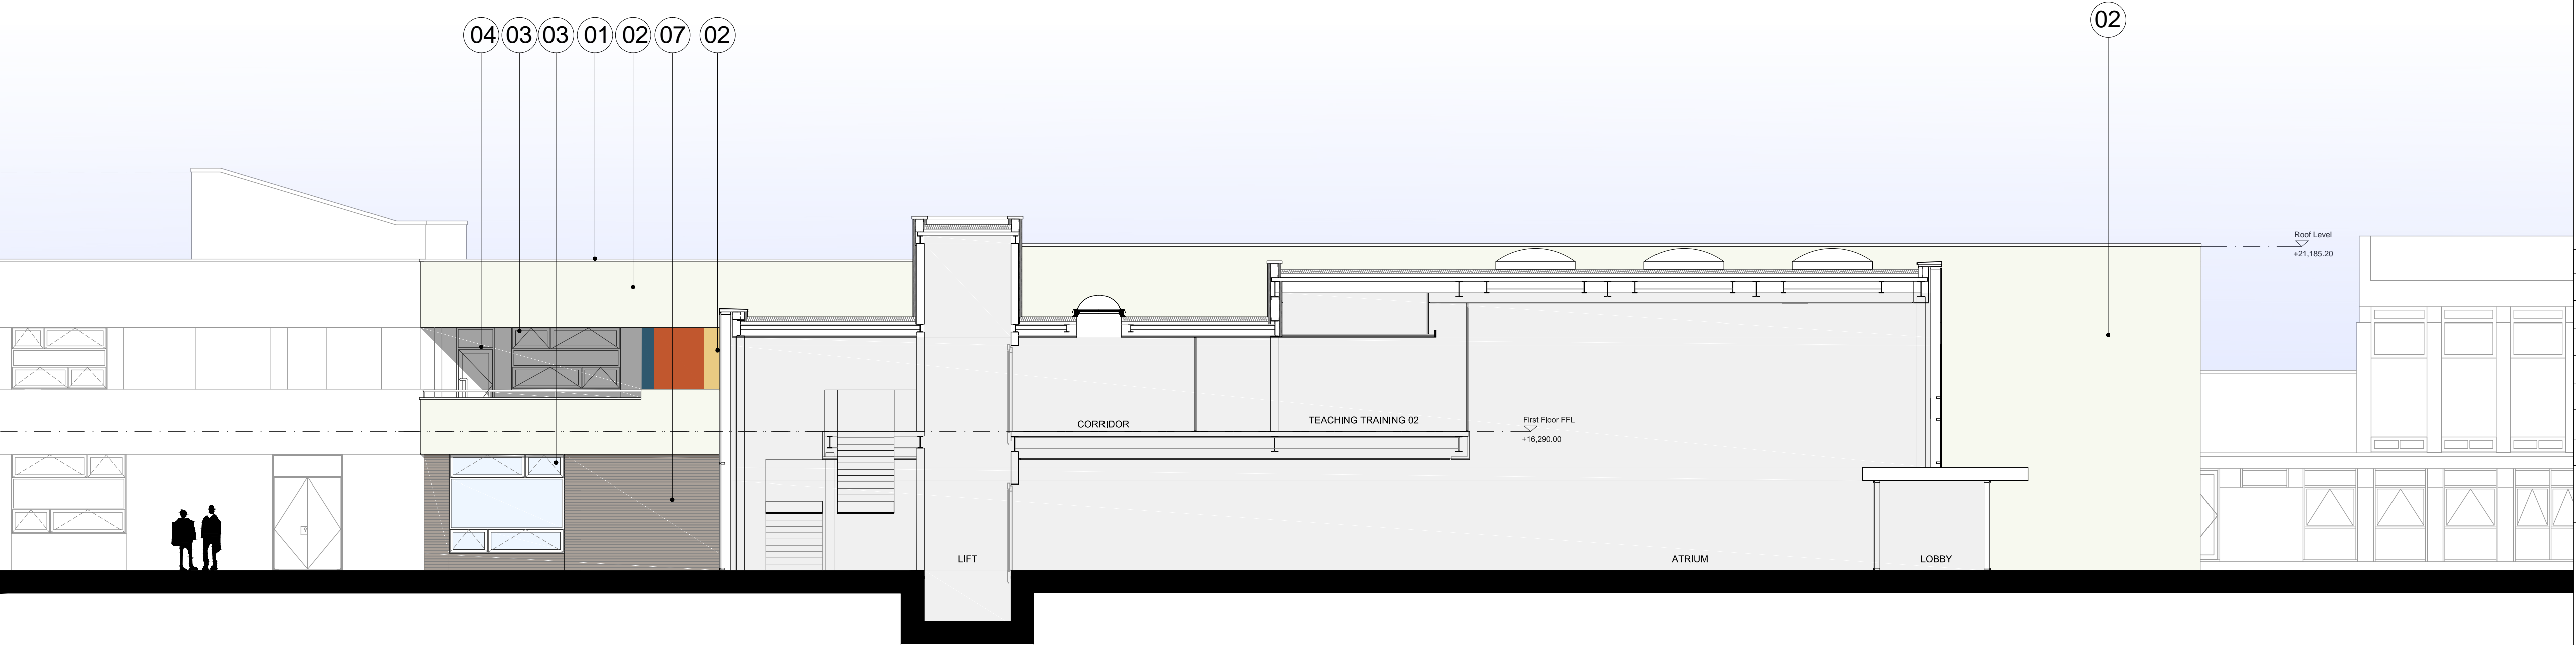 04 03 03 01 02 07 02 02
Roof Level
+21,185.20
CORRIDOR
TEACHING TRAINING 02
First Floor FFL
+16,290.00
LIFT
ATRIUM
LOBBY